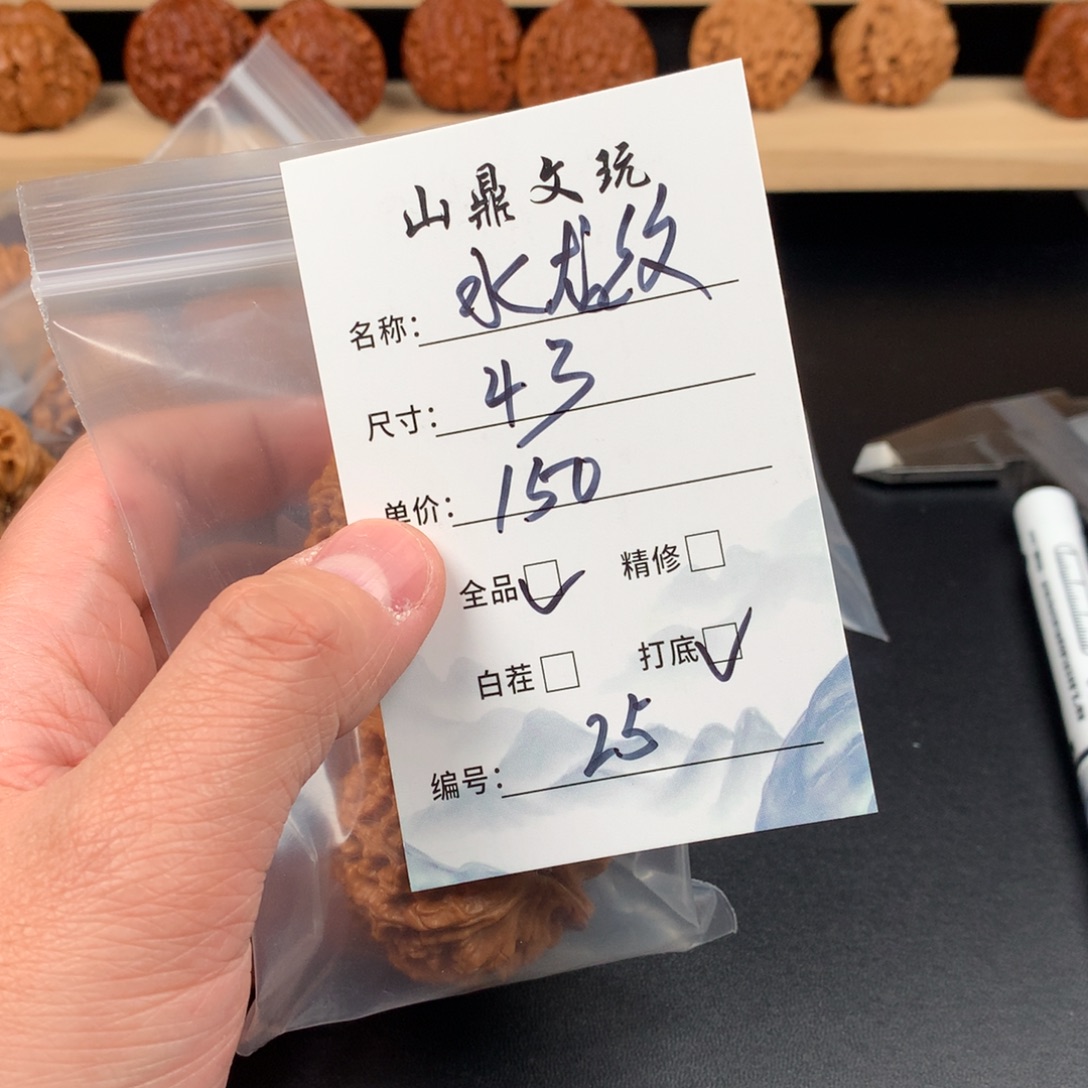 山鼎文玩
名称：水龙纹
尺寸：43
单价：150
全品 ✓ 精修 □
白茬 □ 打底 ✓
编号：25